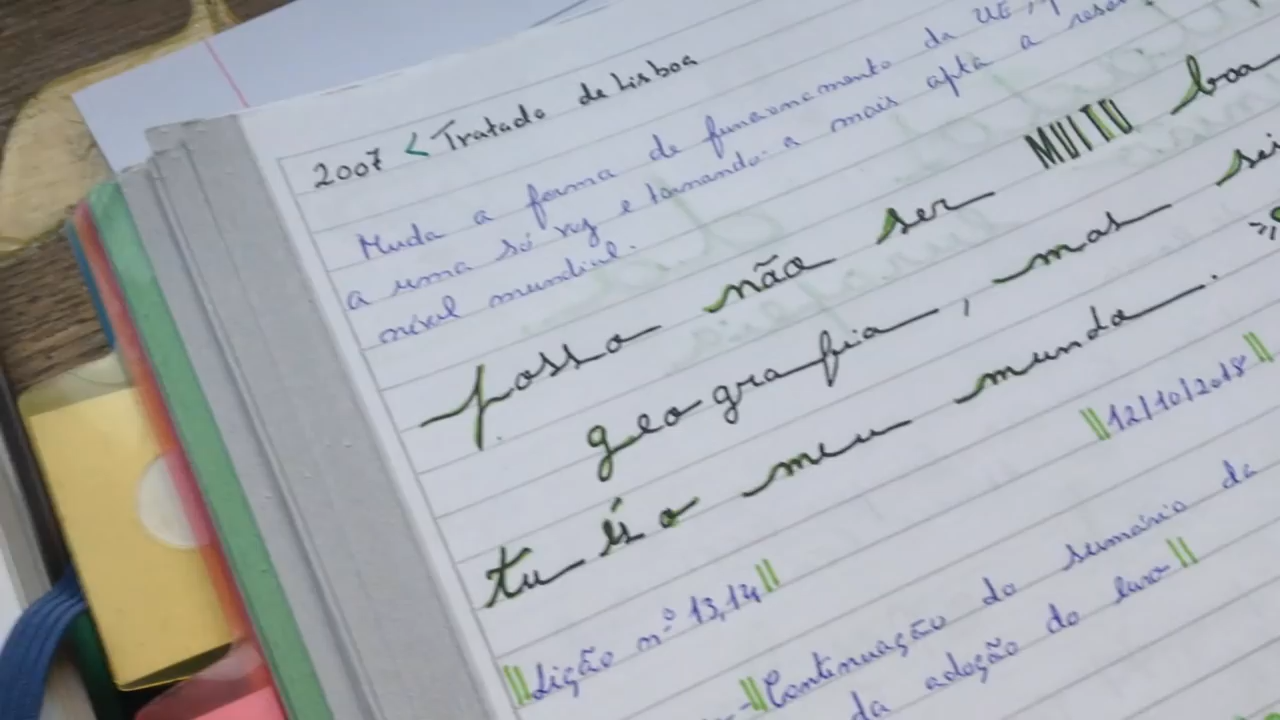 2007 < Tratado de Lisboa
Muda a forma de funcionamento da UE,
a uma só vez e tornando-a mais apta a
nível mundial.
Posso não ser MUITO boa
geografia, mas sei
tu és o meu mundo.
||12/10/2018||
||Lição nº 13,14||
-||Continuação do sumário da
da adoção do euro||